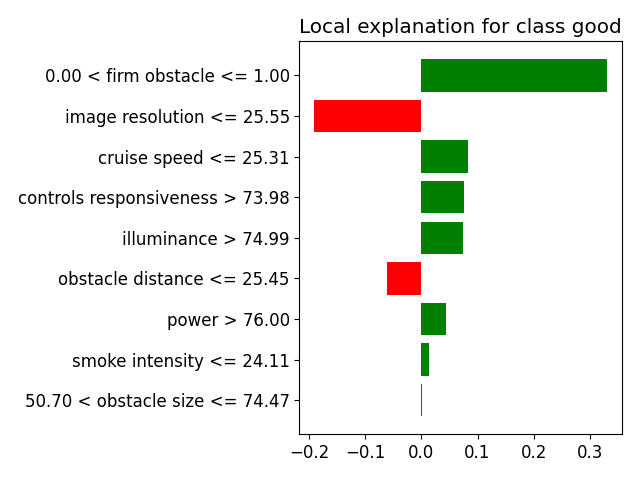 Local explanation for class good
0.00 < firm obstacle <= 1.00
image resolution <= 25.55
cruise speed <= 25.31
controls responsiveness > 73.98
illuminance > 74.99
obstacle distance <= 25.45
power > 76.00
smoke intensity <= 24.11
50.70 < obstacle size <= 74.47
−0.2 −0.1 0.0 0.1 0.2 0.3